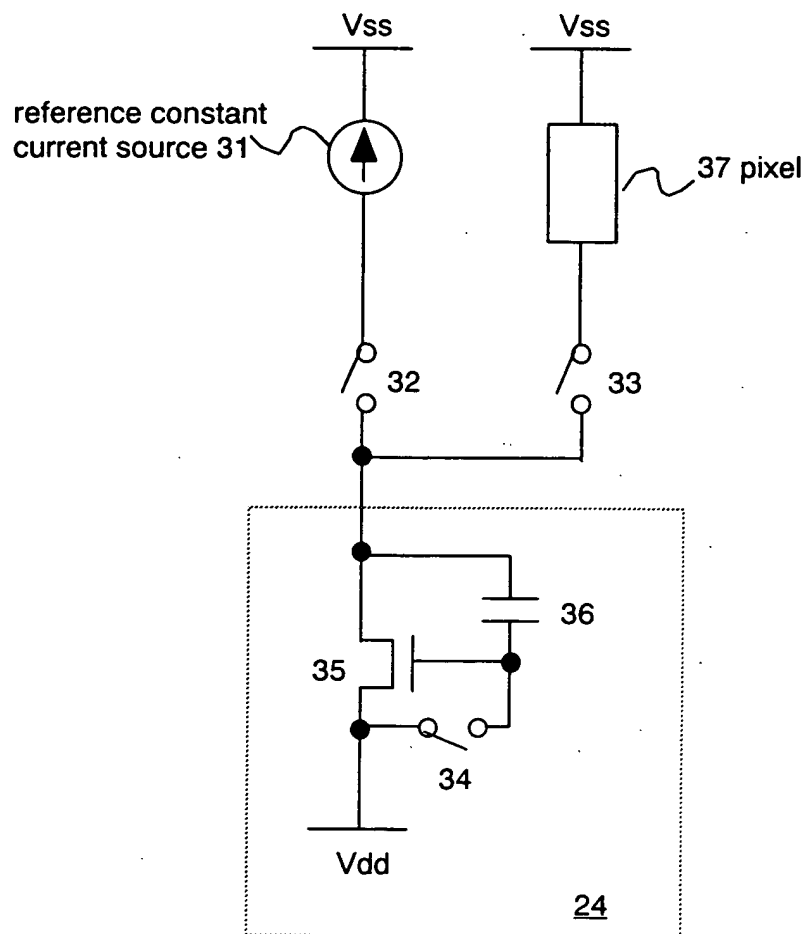 Vss
Vss
reference constant
current source 31
37 pixel
32
33
36
35
34
Vdd
24